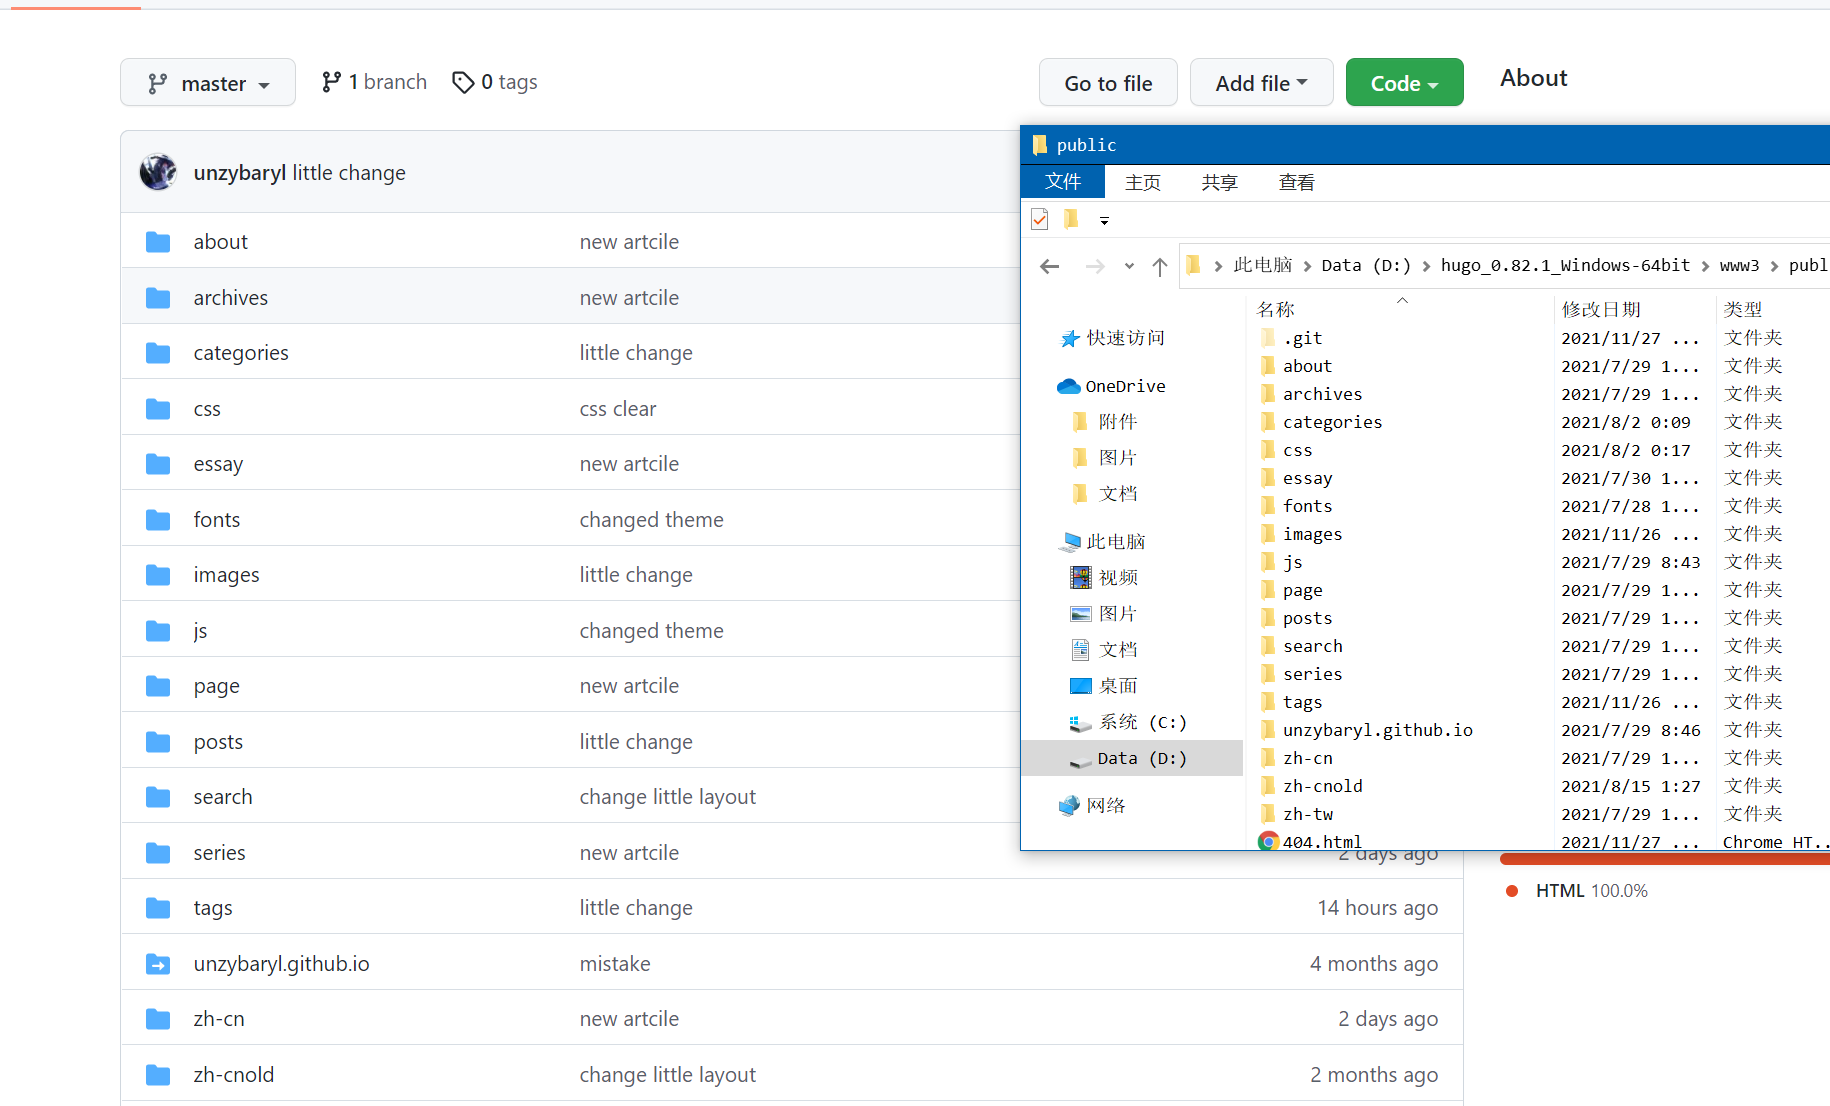 master
1 branch
0 tags
Go to file
Add file
Code
About
unzybaryl little change
about new artcile
archives new artcile
categories little change
css css clear
essay new artcile
fonts changed theme
images little change
js changed theme
page new artcile
posts little change
search change little layout
series new artcile 2 days ago
tags little change 14 hours ago
unzybaryl.github.io mistake 4 months ago
zh-cn new artcile 2 days ago
zh-cnold change little layout 2 months ago
public
文件 主页 共享 查看
此电脑 Data (D:) hugo_0.82.1_Windows-64bit www3 publ
快速访问
OneDrive
附件
图片
文档
此电脑
视频
图片
文档
桌面
系统 (C:)
Data (D:)
网络
名称 修改日期 类型
.git 2021/11/27 ... 文件夹
about 2021/7/29 1... 文件夹
archives 2021/7/29 1... 文件夹
categories 2021/8/2 0:09 文件夹
css 2021/8/2 0:17 文件夹
essay 2021/7/30 1... 文件夹
fonts 2021/7/28 1... 文件夹
images 2021/11/26 ... 文件夹
js 2021/7/29 8:43 文件夹
page 2021/7/29 1... 文件夹
posts 2021/7/29 1... 文件夹
search 2021/7/29 1... 文件夹
series 2021/7/29 1... 文件夹
tags 2021/11/26 ... 文件夹
unzybaryl.github.io 2021/7/29 8:46 文件夹
zh-cn 2021/7/29 1... 文件夹
zh-cnold 2021/8/15 1:27 文件夹
zh-tw 2021/7/29 1... 文件夹
404.html 2021/11/27 ... Chrome HT...
HTML 100.0%